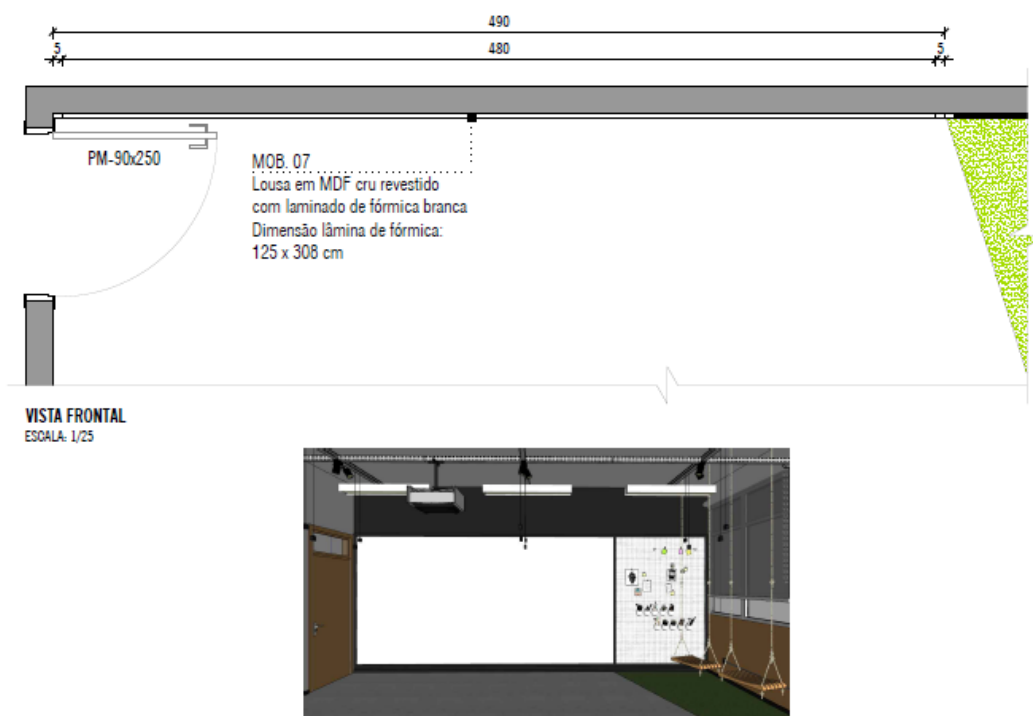 490
5 480 5
PM-90x250
MOB. 07
Lousa em MDF cru revestido
com laminado de fórmica branca
Dimensão lâmina de fórmica:
125 x 308 cm
VISTA FRONTAL
ESCALA: 1/25